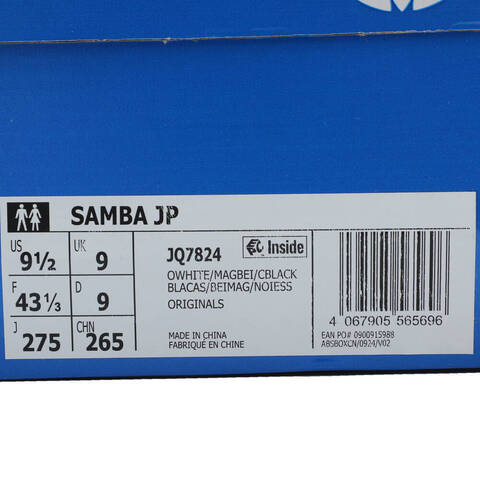 SAMBA JP
US 9½ UK 9
F 43⅓ D 9
J 275 CHN 265
JQ7824 Inside
OWHITE/MAGBEI/CBLACK
BLACAS/BEIMAG/NOIESS
ORIGINALS
MADE IN CHINA
FABRIQUÉ EN CHINE
4 067905 565696
EAN PO# 0900915988
ABSBOXCN/0924/V02